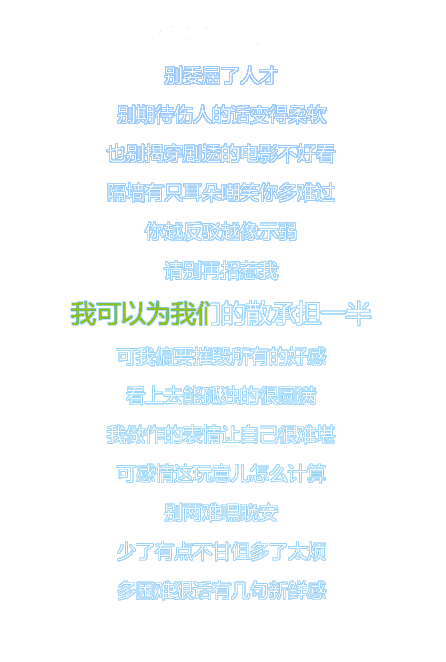 别委屈了人才
别期待伤人的话变得柔软
也别揭穿剧透的电影不好看
隔墙有只耳朵嘲笑你多难过
你越反驳越像示弱
请别再招惹我
我可以为我们的散承担一半
可我偏要摧毁所有的好感
看上去能孤独的很圆满
我做作的表情让自己很难堪
可感情这玩意儿怎么计算
别两难嘿晚安
少了有点不甘但多了太烦
多困难狠话有几句新鲜感